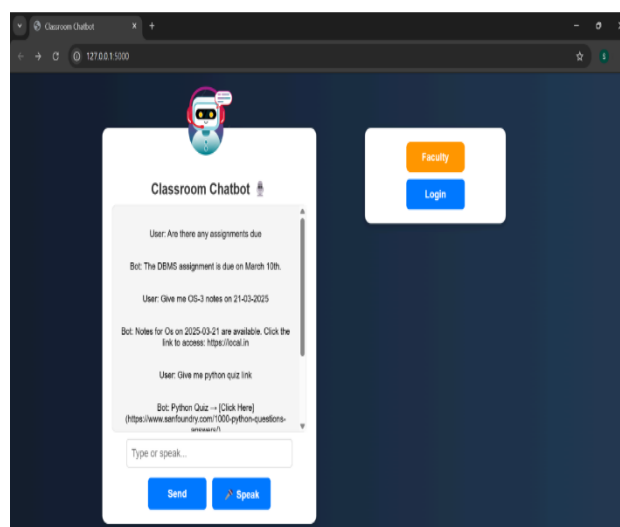 Classroom Chatbot
127.0.0.1:5000
Classroom Chatbot
User: Are there any assignments due
Bot: The DBMS assignment is due on March 10th.
User: Give me OS-3 notes on 21-03-2025
Bot: Notes for Os on 2025-03-21 are available. Click the
link to access: https://local.in
User: Give me python quiz link
Bot: Python Quiz → [Click Here]
(https://www.sanfoundry.com/1000-python-questions-
answers/)
Type or speak...
Send
Speak
Faculty
Login